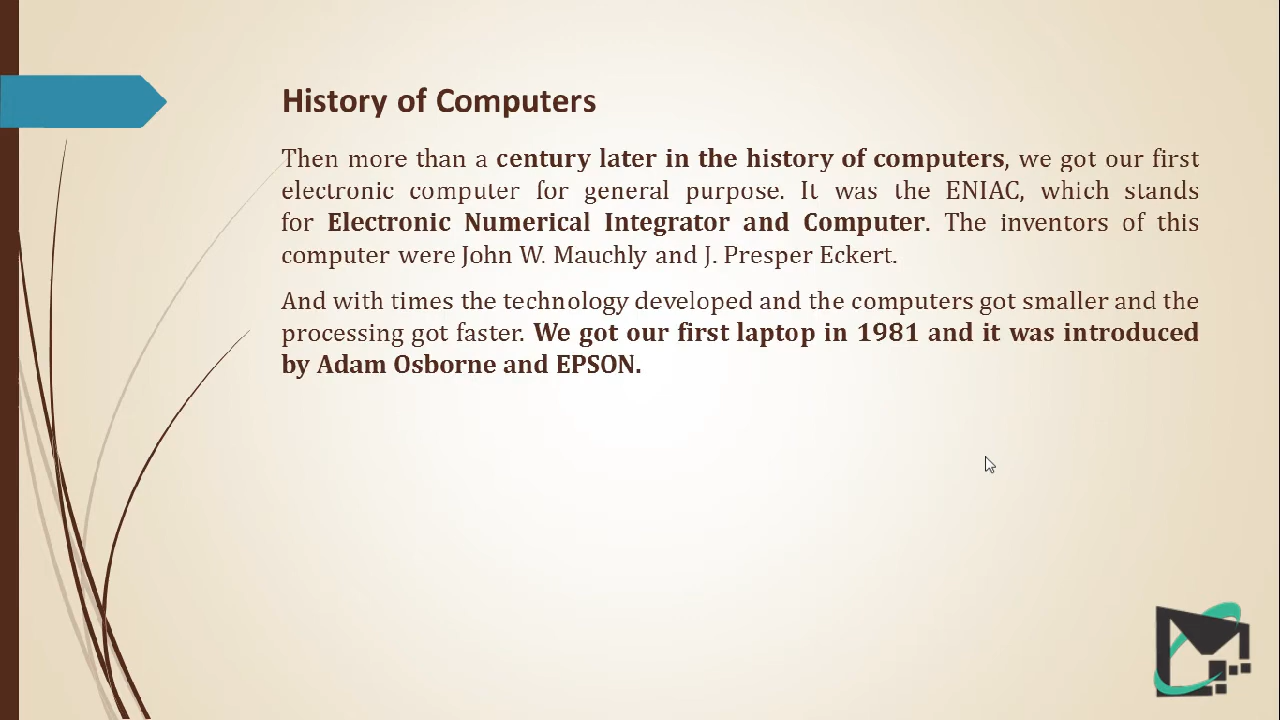 History of Computers
Then more than a century later in the history of computers, we got our first
electronic computer for general purpose. It was the ENIAC, which stands
for Electronic Numerical Integrator and Computer. The inventors of this
computer were John W. Mauchly and J. Presper Eckert.
And with times the technology developed and the computers got smaller and the
processing got faster. We got our first laptop in 1981 and it was introduced
by Adam Osborne and EPSON.